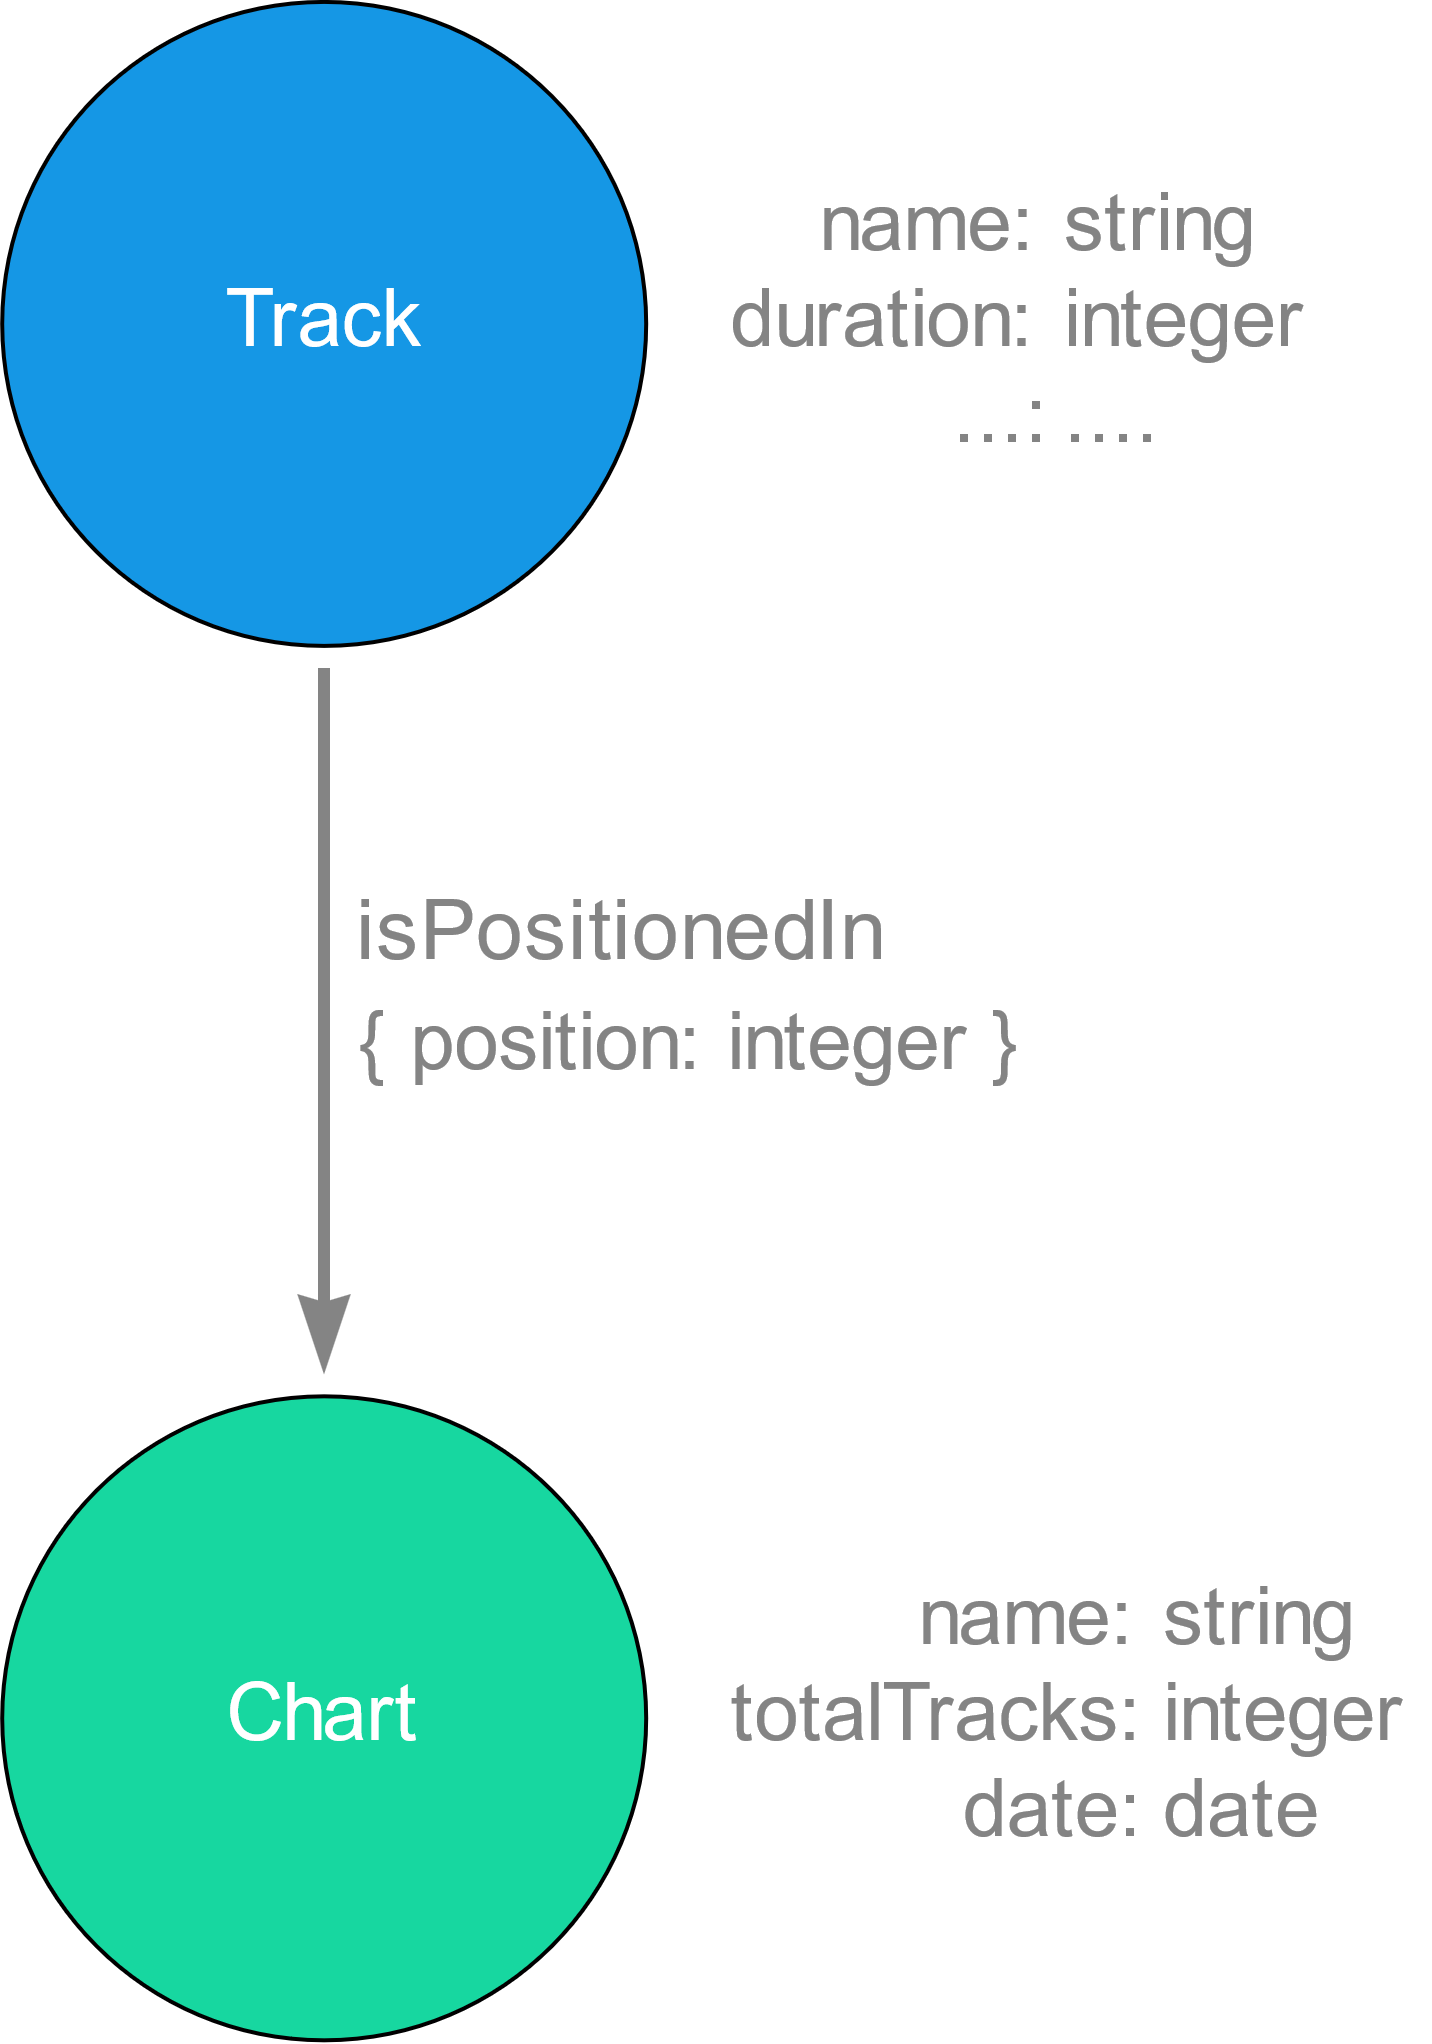 Track
name: string
duration: integer
...: ....
isPositionedIn
{ position: integer }
Chart
name: string
totalTracks: integer
date: date